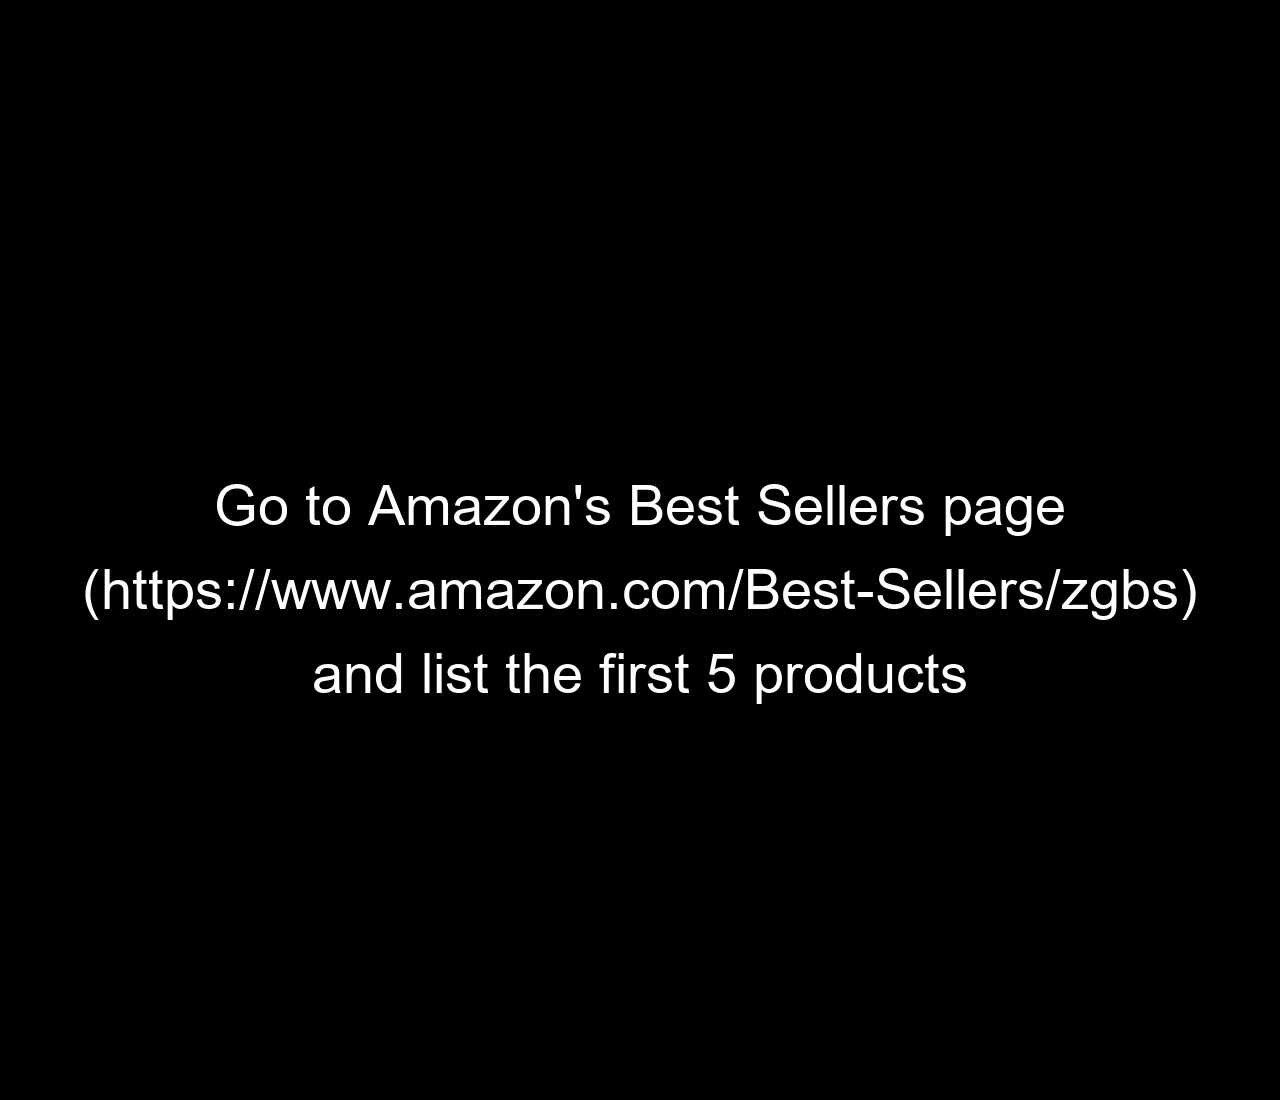 Go to Amazon's Best Sellers page
(https://www.amazon.com/Best-Sellers/zgbs)
and list the first 5 products